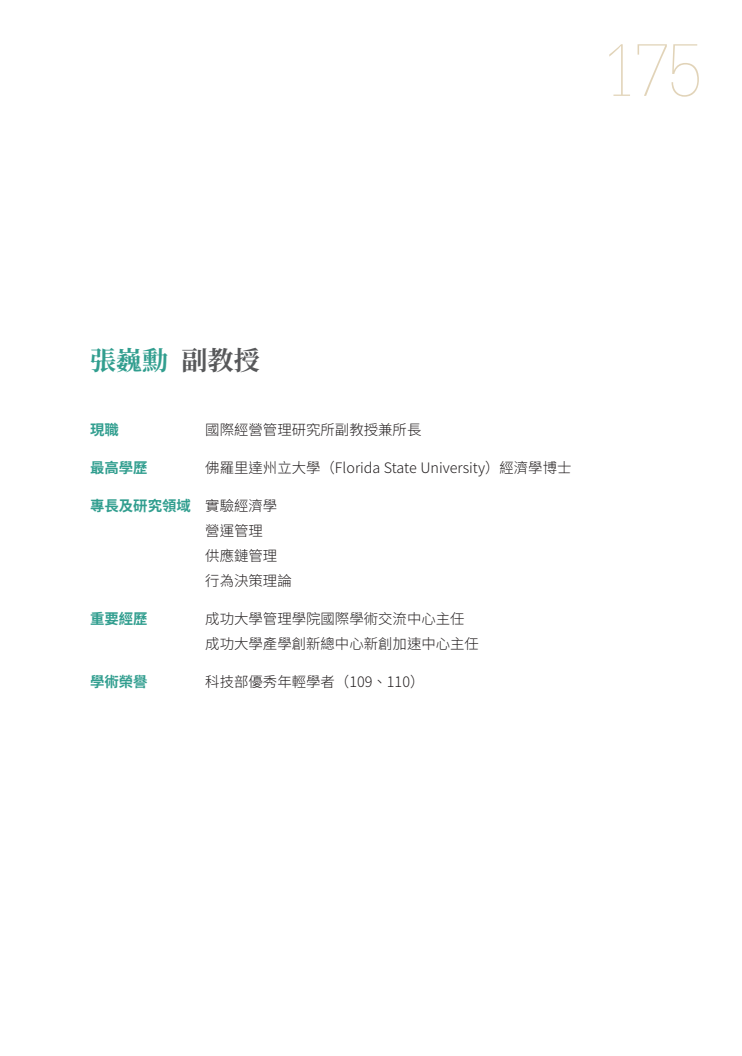 175
張巍勳 副教授
現職 國際經營管理研究所副教授兼所長
最高學歷 佛羅里達州立大學（Florida State University）經濟學博士
專長及研究領域 實驗經濟學
營運管理
供應鏈管理
行為決策理論
重要經歷 成功大學管理學院國際學術交流中心主任
成功大學產學創新總中心新創加速中心主任
學術榮譽 科技部優秀年輕學者（109、110）